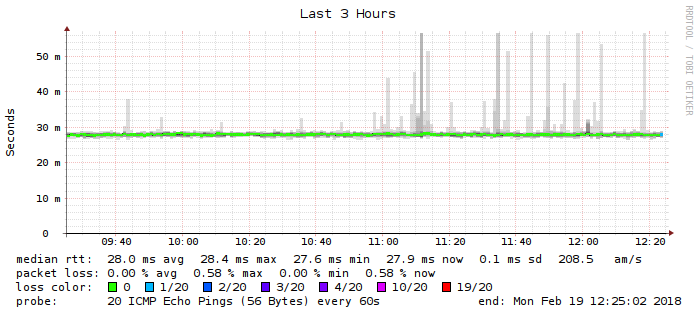 Last 3 Hours
RRDTOOL / TOBI OETIKER
Seconds
50 m
40 m
30 m
20 m
10 m
0
09:40 10:00 10:20 10:40 11:00 11:20 11:40 12:00 12:20
median rtt: 28.0 ms avg 28.4 ms max 27.6 ms min 27.9 ms now 0.1 ms sd 208.5 am/s
packet loss: 0.00 % avg 0.58 % max 0.00 % min 0.58 % now
loss color: 0 1/20 2/20 3/20 4/20 10/20 19/20
probe: 20 ICMP Echo Pings (56 Bytes) every 60s end: Mon Feb 19 12:25:02 2018